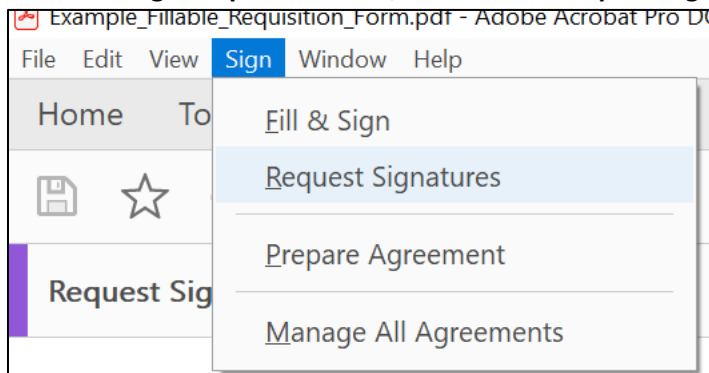 Example_Fillable_Requisition_Form.pdf - Adobe Acrobat Pro DC
File Edit View Sign Window Help
Home To
Fill & Sign
Request Signatures
Prepare Agreement
Request Sig
Manage All Agreements